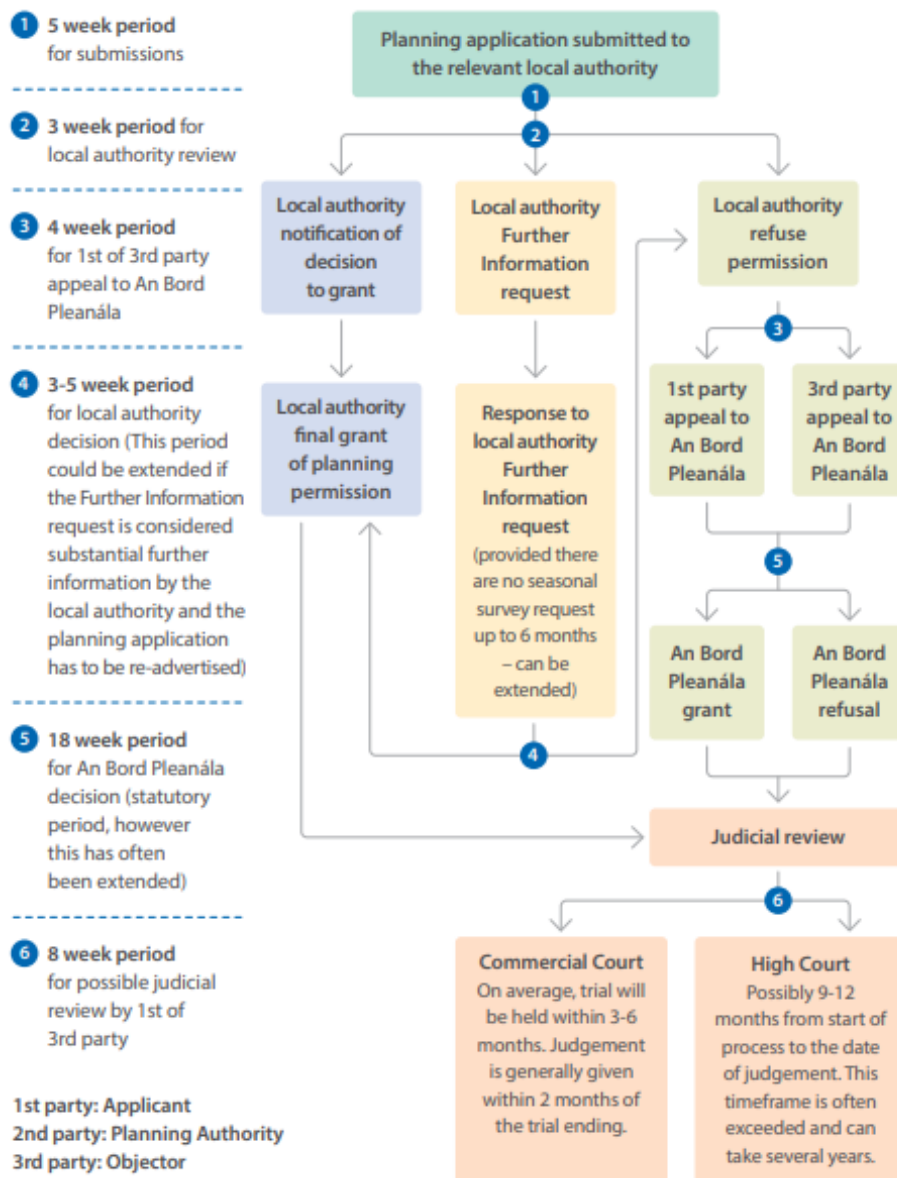 1 5 week period
for submissions
2 3 week period for
local authority review
3 4 week period
for 1st of 3rd party
appeal to An Bord
Pleanála
4 3-5 week period
for local authority
decision (This period
could be extended if
the Further Information
request is considered
substantial further
information by the
local authority and the
planning application
has to be re-advertised)
5 18 week period
for An Bord Pleanála
decision (statutory
period, however
this has often
been extended)
6 8 week period
for possible judicial
review by 1st of
3rd party
1st party: Applicant
2nd party: Planning Authority
3rd party: Objector
Planning application submitted to
the relevant local authority
1
2
Local authority
notification of
decision
to grant
Local authority
Further
Information
request
Local authority
refuse
permission
3
Local authority
final grant
of planning
permission
Response to
local authority
Further
Information
request
(provided there
are no seasonal
survey request
up to 6 months
– can be
extended)
1st party
appeal to
An Bord
Pleanála
3rd party
appeal to
An Bord
Pleanála
5
An Bord
Pleanála
grant
An Bord
Pleanála
refusal
4
Judicial review
6
Commercial Court
On average, trial will
be held within 3-6
months. Judgement
is generally given
within 2 months of
the trial ending.
High Court
Possibly 9-12
months from start of
process to the date
of judgement. This
timeframe is often
exceeded and can
take several years.